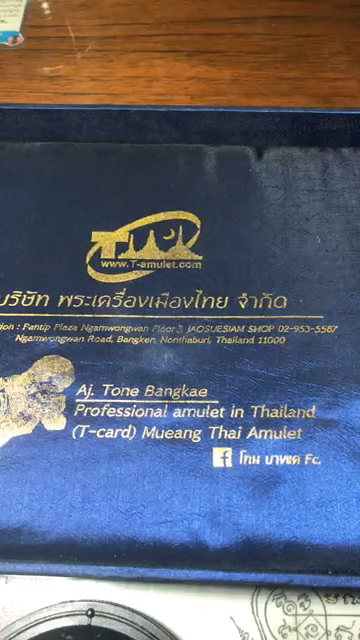 www.T-amulet.com
บริษัท พระเครื่องเมืองไทย จำกัด
tion : Pantip Plaza Ngamwongwan Floor3 JAOSUESIAM SHOP 02-953-5567
Ngamwongwan Road, Bangken, Nonthaburi, Thailand 11000
Aj. Tone Bangkae
Professional amulet in Thailand
(T-card) Mueang Thai Amulet
f โทน บางแค Fc.